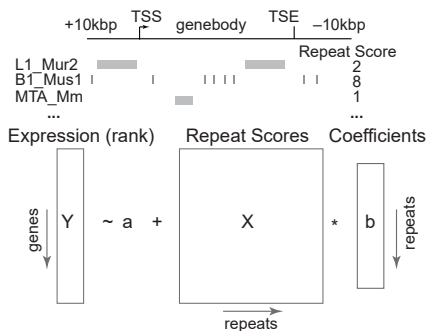 +10kbp TSS genebody TSE −10kbp
Repeat Score
L1_Mur2 2
B1_Mus1 8
MTA_Mm 1
... ...
Expression (rank) Repeat Scores Coefficients
genes Y ~ a + X * b repeats
repeats